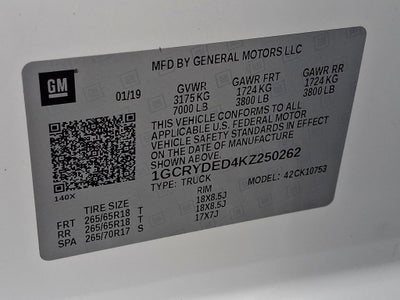 GM
MFD BY GENERAL MOTORS LLC
01/19 GVWR GAWR FRT GAWR RR
3175 KG 1724 KG 1724 KG
7000 LB 3800 LB 3800 LB
THIS VEHICLE CONFORMS TO ALL
APPLICABLE U.S. FEDERAL MOTOR
VEHICLE SAFETY STANDARDS IN EFFECT
ON THE DATE OF MANUFACTURE
SHOWN ABOVE.
1GCRYDED4KZ250262
140X TYPE: TRUCK MODEL: 42CK10753
TIRE SIZE RIM
FRT 265/65R18 T 18X8.5J
RR 265/65R18 T 18X8.5J
SPA 265/70R17 S 17X7J